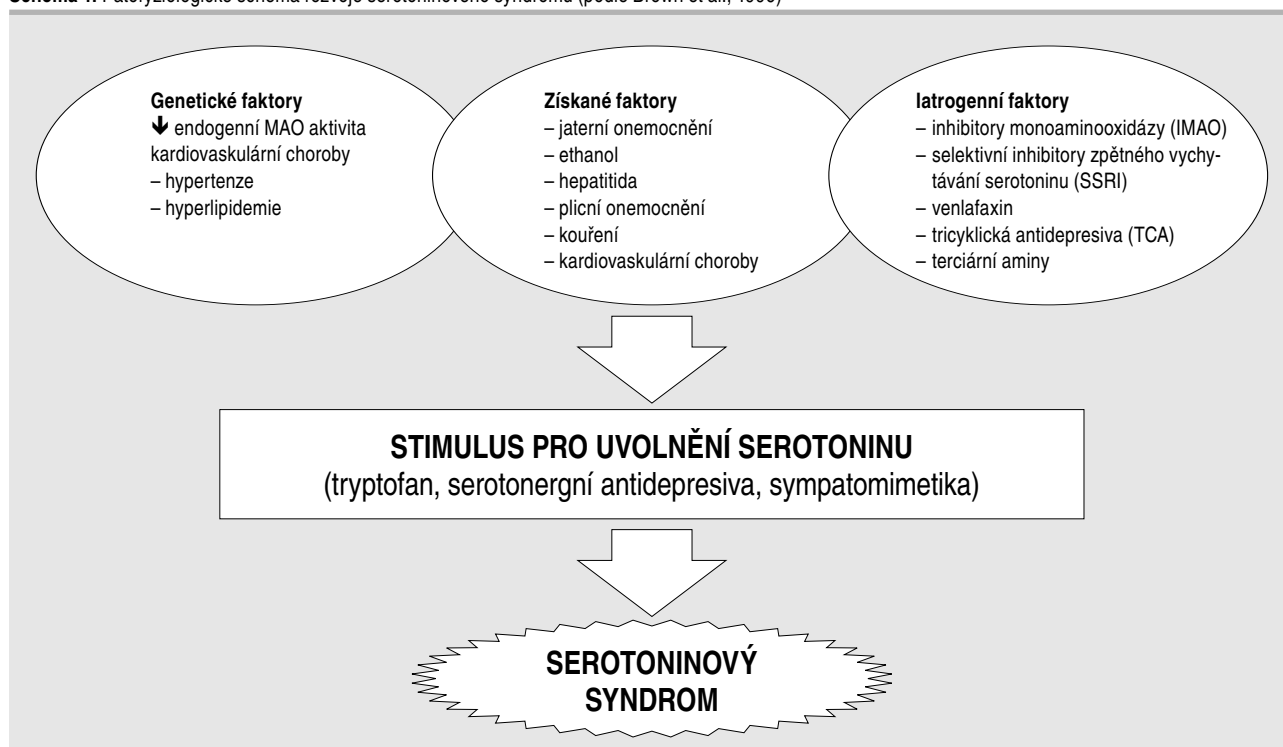 Genetické faktory
🡻 endogenní MAO aktivita
kardiovaskulární choroby
– hypertenze
– hyperlipidemie
Získané faktory
– jaterní onemocnění
– ethanol
– hepatitida
– plicní onemocnění
– kouření
– kardiovaskulární choroby
Iatrogenní faktory
– inhibitory monoaminooxidázy (IMAO)
– selektivní inhibitory zpětného vychy-
távání serotoninu (SSRI)
– venlafaxin
– tricyklická antidepresiva (TCA)
– terciární aminy
STIMULUS PRO UVOLNĚNÍ SEROTONINU
(tryptofan, serotonergní antidepresiva, sympatomimetika)
SEROTONINOVÝ
SYNDROM